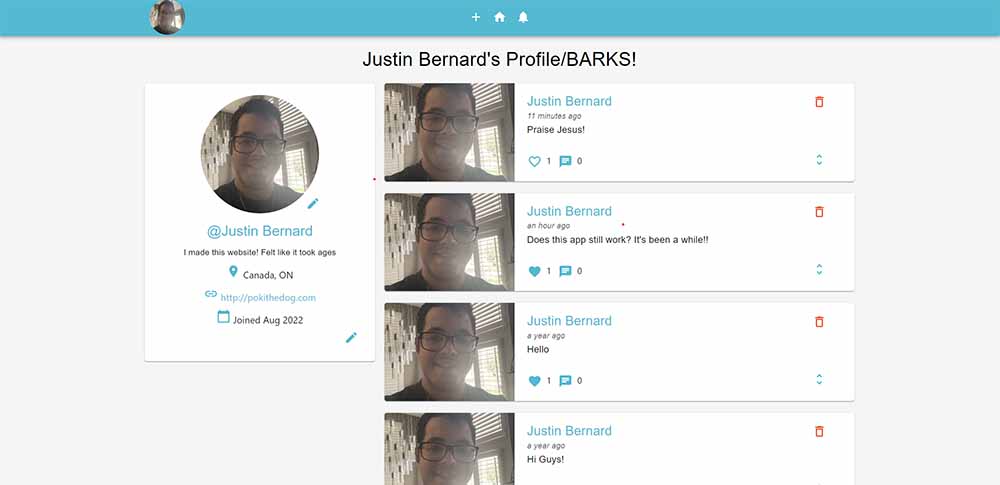 Justin Bernard's Profile/BARKS!
@Justin Bernard
I made this website! Felt like it took ages
Canada, ON
http://pokithedog.com
Joined Aug 2022
Justin Bernard
11 minutes ago
Praise Jesus!
1 0
Justin Bernard
an hour ago
Does this app still work? It's been a while!!
1 0
Justin Bernard
a year ago
Hello
1 0
Justin Bernard
a year ago
Hi Guys!